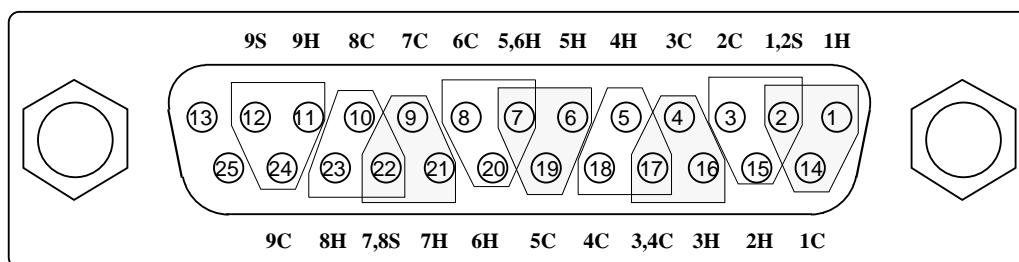 9S 9H 8C 7C 6C 5,6H 5H 4H 3C 2C 1,2S 1H
13 12 11 10 9 8 7 6 5 4 3 2 1
25 24 23 22 21 20 19 18 17 16 15 14
9C 8H 7,8S 7H 6H 5C 4C 3,4C 3H 2H 1C